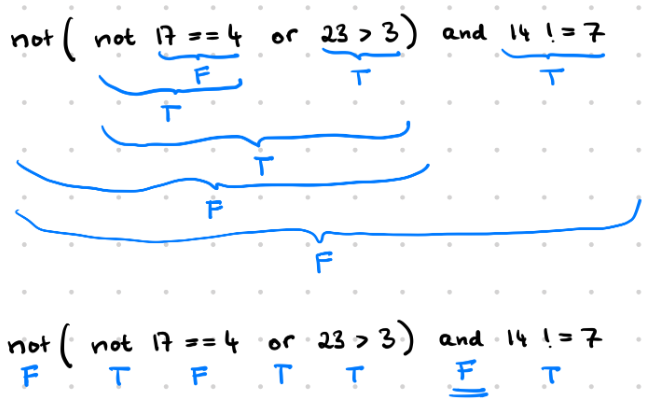 not ( not 17 == 4 or 23 > 3 ) and 14 != 7
F T T
T
T
F
F
not ( not 17 == 4 or 23 > 3 ) and 14 != 7
F T F T T F T